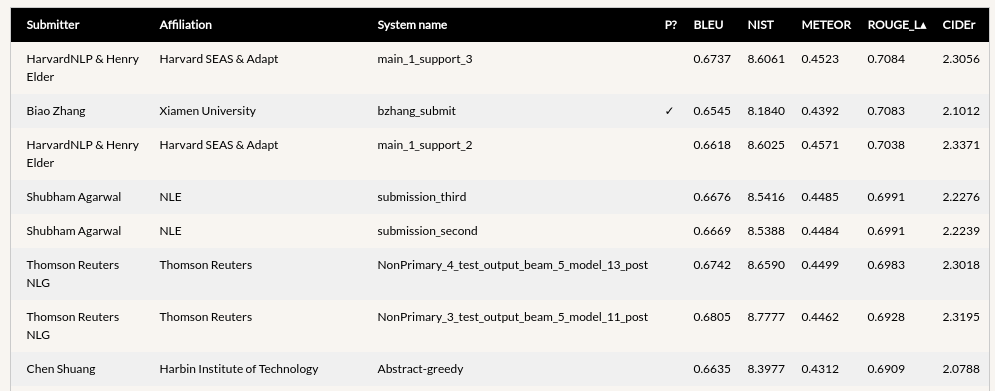 Submitter Affiliation System name P? BLEU NIST METEOR ROUGE_L▲ CIDEr
HarvardNLP & Henry Elder Harvard SEAS & Adapt main_1_support_3 0.6737 8.6061 0.4523 0.7084 2.3056
Biao Zhang Xiamen University bzhang_submit ✓ 0.6545 8.1840 0.4392 0.7083 2.1012
HarvardNLP & Henry Elder Harvard SEAS & Adapt main_1_support_2 0.6618 8.6025 0.4571 0.7038 2.3371
Shubham Agarwal NLE submission_third 0.6676 8.5416 0.4485 0.6991 2.2276
Shubham Agarwal NLE submission_second 0.6669 8.5388 0.4484 0.6991 2.2239
Thomson Reuters NLG Thomson Reuters NonPrimary_4_test_output_beam_5_model_13_post 0.6742 8.6590 0.4499 0.6983 2.3018
Thomson Reuters NLG Thomson Reuters NonPrimary_3_test_output_beam_5_model_11_post 0.6805 8.7777 0.4462 0.6928 2.3195
Chen Shuang Harbin Institute of Technology Abstract-greedy 0.6635 8.3977 0.4312 0.6909 2.0788